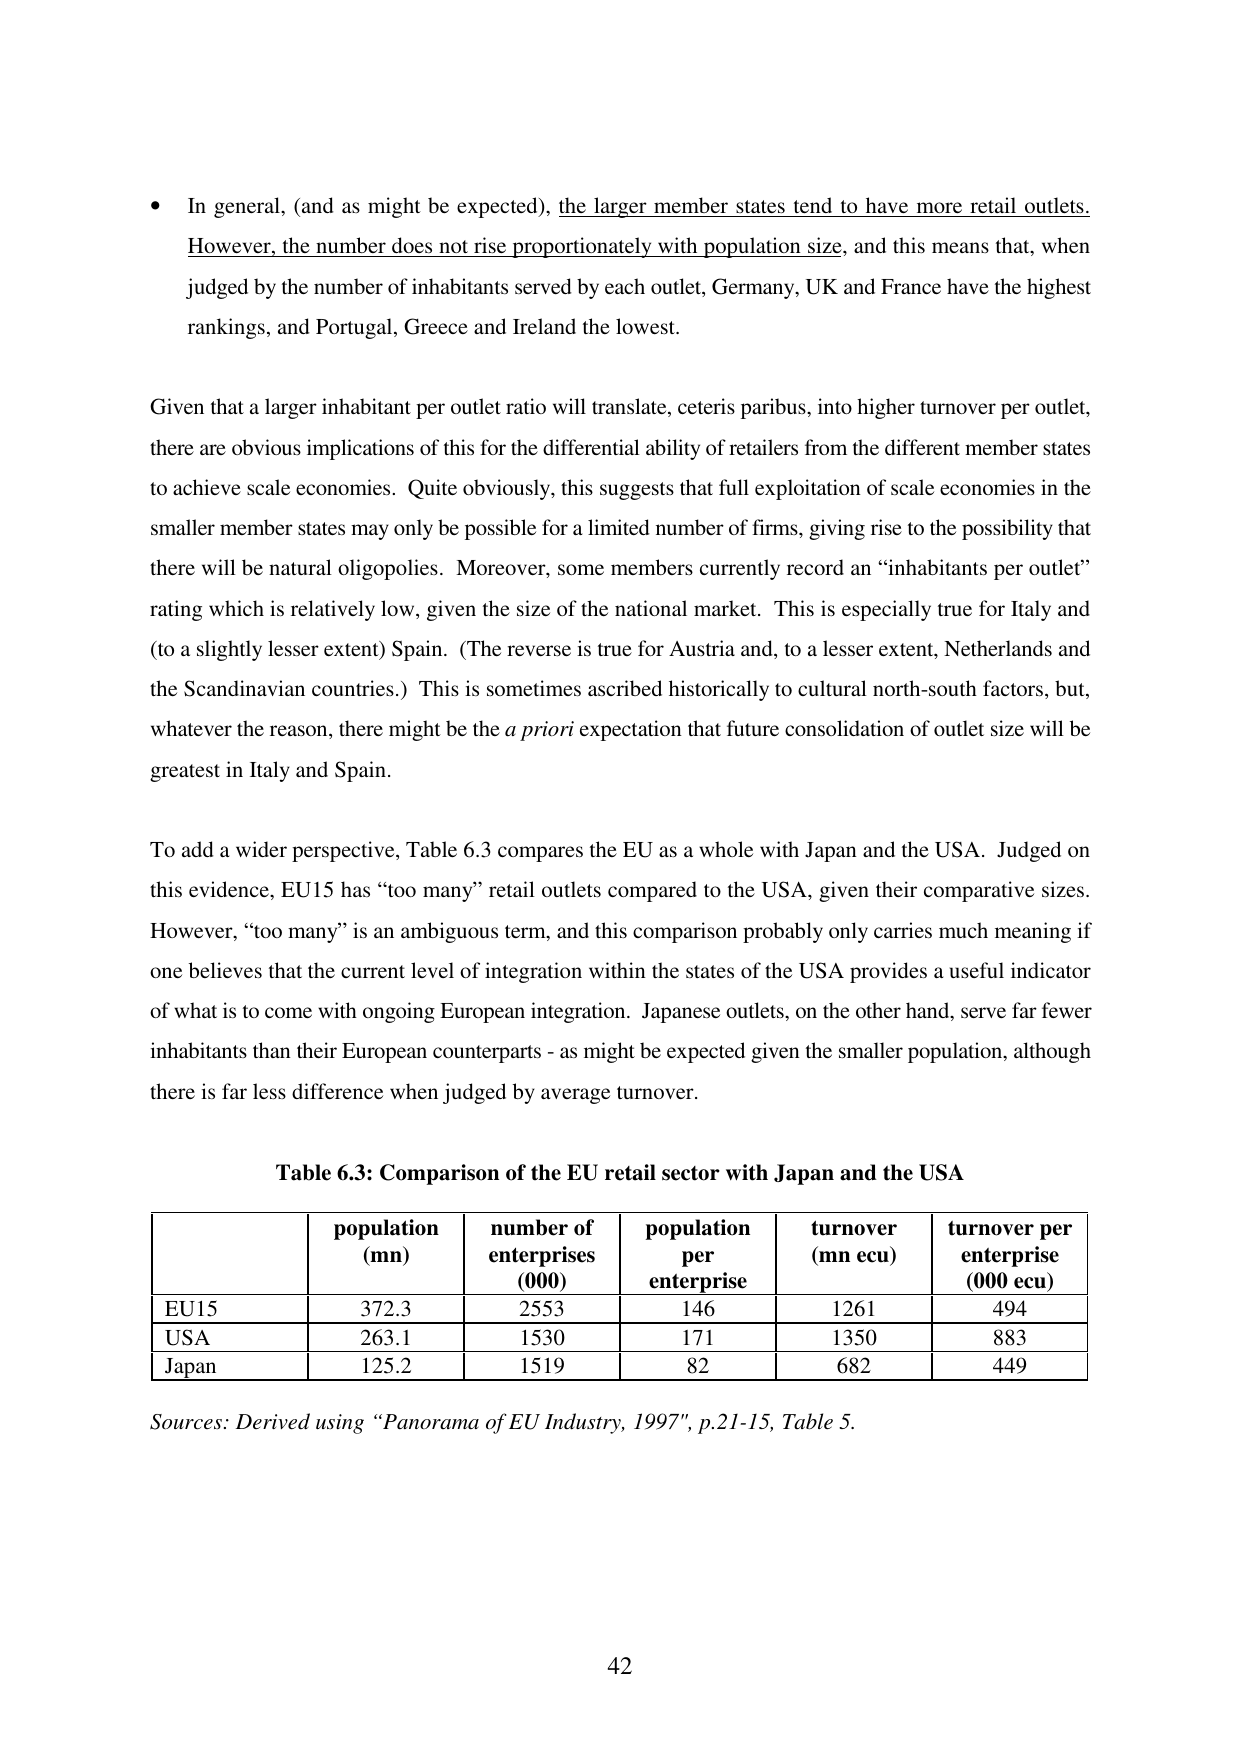 • In general, (and as might be expected), the larger member states tend to have more retail outlets.
However, the number does not rise proportionately with population size, and this means that, when
judged by the number of inhabitants served by each outlet, Germany, UK and France have the highest
rankings, and Portugal, Greece and Ireland the lowest.
Given that a larger inhabitant per outlet ratio will translate, ceteris paribus, into higher turnover per outlet,
there are obvious implications of this for the differential ability of retailers from the different member states
to achieve scale economies. Quite obviously, this suggests that full exploitation of scale economies in the
smaller member states may only be possible for a limited number of firms, giving rise to the possibility that
there will be natural oligopolies. Moreover, some members currently record an “inhabitants per outlet”
rating which is relatively low, given the size of the national market. This is especially true for Italy and
(to a slightly lesser extent) Spain. (The reverse is true for Austria and, to a lesser extent, Netherlands and
the Scandinavian countries.) This is sometimes ascribed historically to cultural north-south factors, but,
whatever the reason, there might be the a priori expectation that future consolidation of outlet size will be
greatest in Italy and Spain.
To add a wider perspective, Table 6.3 compares the EU as a whole with Japan and the USA. Judged on
this evidence, EU15 has “too many” retail outlets compared to the USA, given their comparative sizes.
However, “too many” is an ambiguous term, and this comparison probably only carries much meaning if
one believes that the current level of integration within the states of the USA provides a useful indicator
of what is to come with ongoing European integration. Japanese outlets, on the other hand, serve far fewer
inhabitants than their European counterparts - as might be expected given the smaller population, although
there is far less difference when judged by average turnover.
Table 6.3: Comparison of the EU retail sector with Japan and the USA
population number of population turnover turnover per
(mn) enterprises per (mn ecu) enterprise
(000) enterprise (000 ecu)
EU15 372.3 2553 146 1261 494
USA 263.1 1530 171 1350 883
Japan 125.2 1519 82 682 449
Sources: Derived using “Panorama of EU Industry, 1997", p.21-15, Table 5.
42